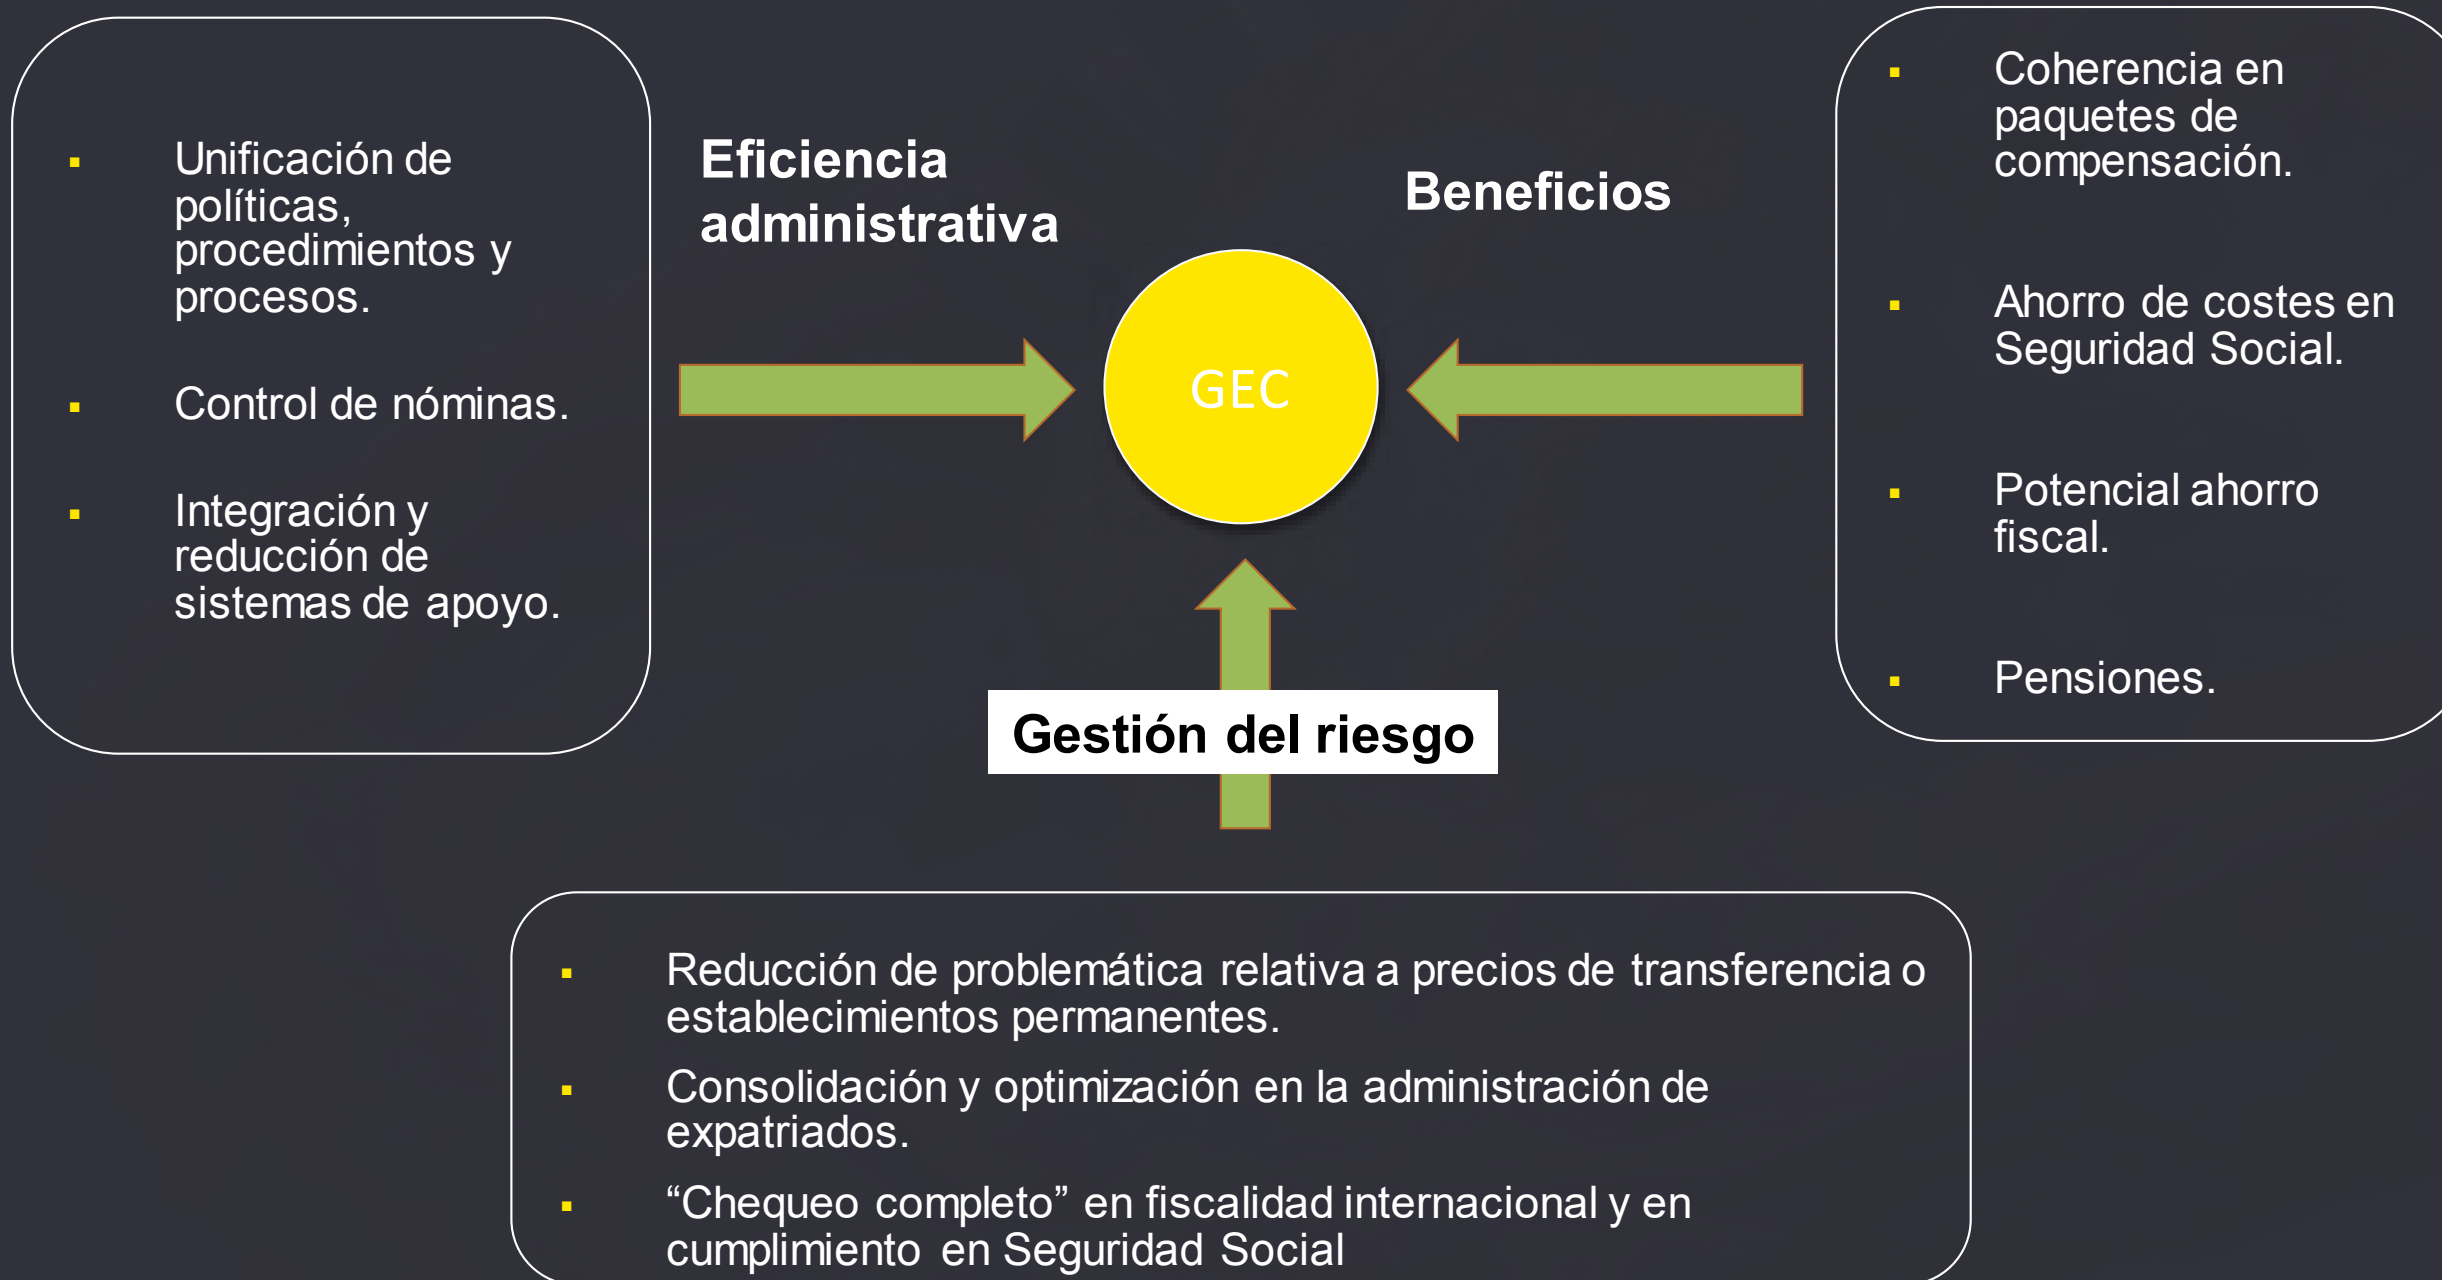 Unificación de
políticas,
procedimientos y
procesos.
Control de nóminas.
Integración y
reducción de
sistemas de apoyo.
Eficiencia
administrativa
Beneficios
GEC
Coherencia en
paquetes de
compensación.
Ahorro de costes en
Seguridad Social.
Potencial ahorro
fiscal.
Pensiones.
Gestión del riesgo
Reducción de problemática relativa a precios de transferencia o
establecimientos permanentes.
Consolidación y optimización en la administración de
expatriados.
“Chequeo completo” en fiscalidad internacional y en
cumplimiento en Seguridad Social